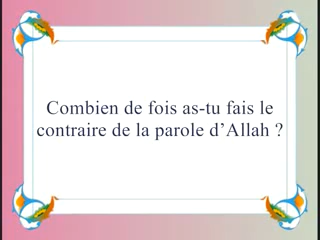 Combien de fois as-tu fais le
contraire de la parole d’Allah ?